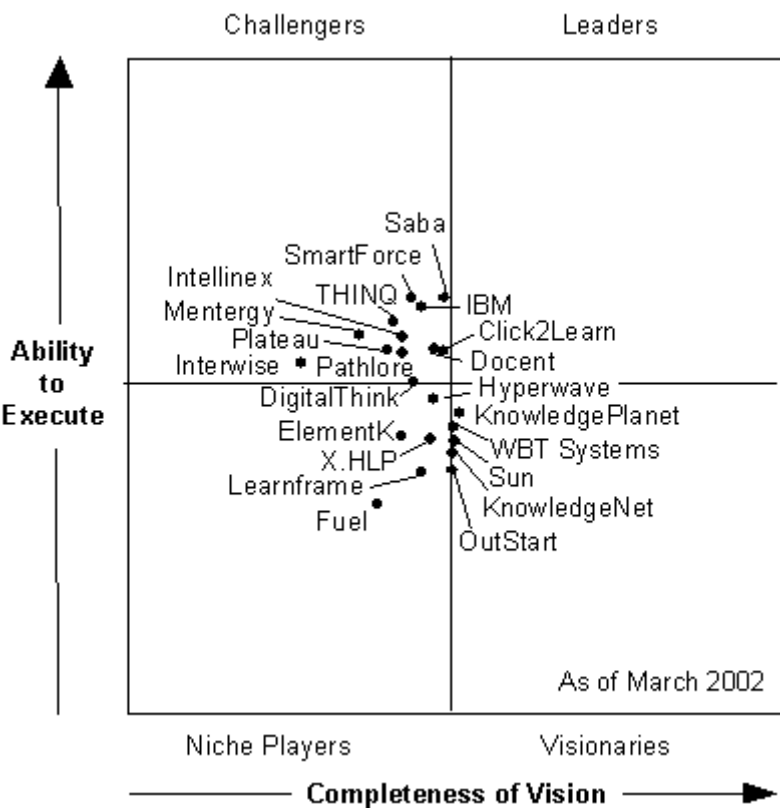 Challengers
Leaders
Saba
SmartForce
Intellinex
THINQ
IBM
Mentergy
Click2Learn
Plateau
Ability
to
Execute
Interwise
Pathlore
Docent
Hyperwave
DigitalThink
KnowledgePlanet
ElementK
WBT Systems
X.HLP
Sun
Learnframe
KnowledgeNet
Fuel
OutStart
As of March 2002
Niche Players
Visionaries
Completeness of Vision